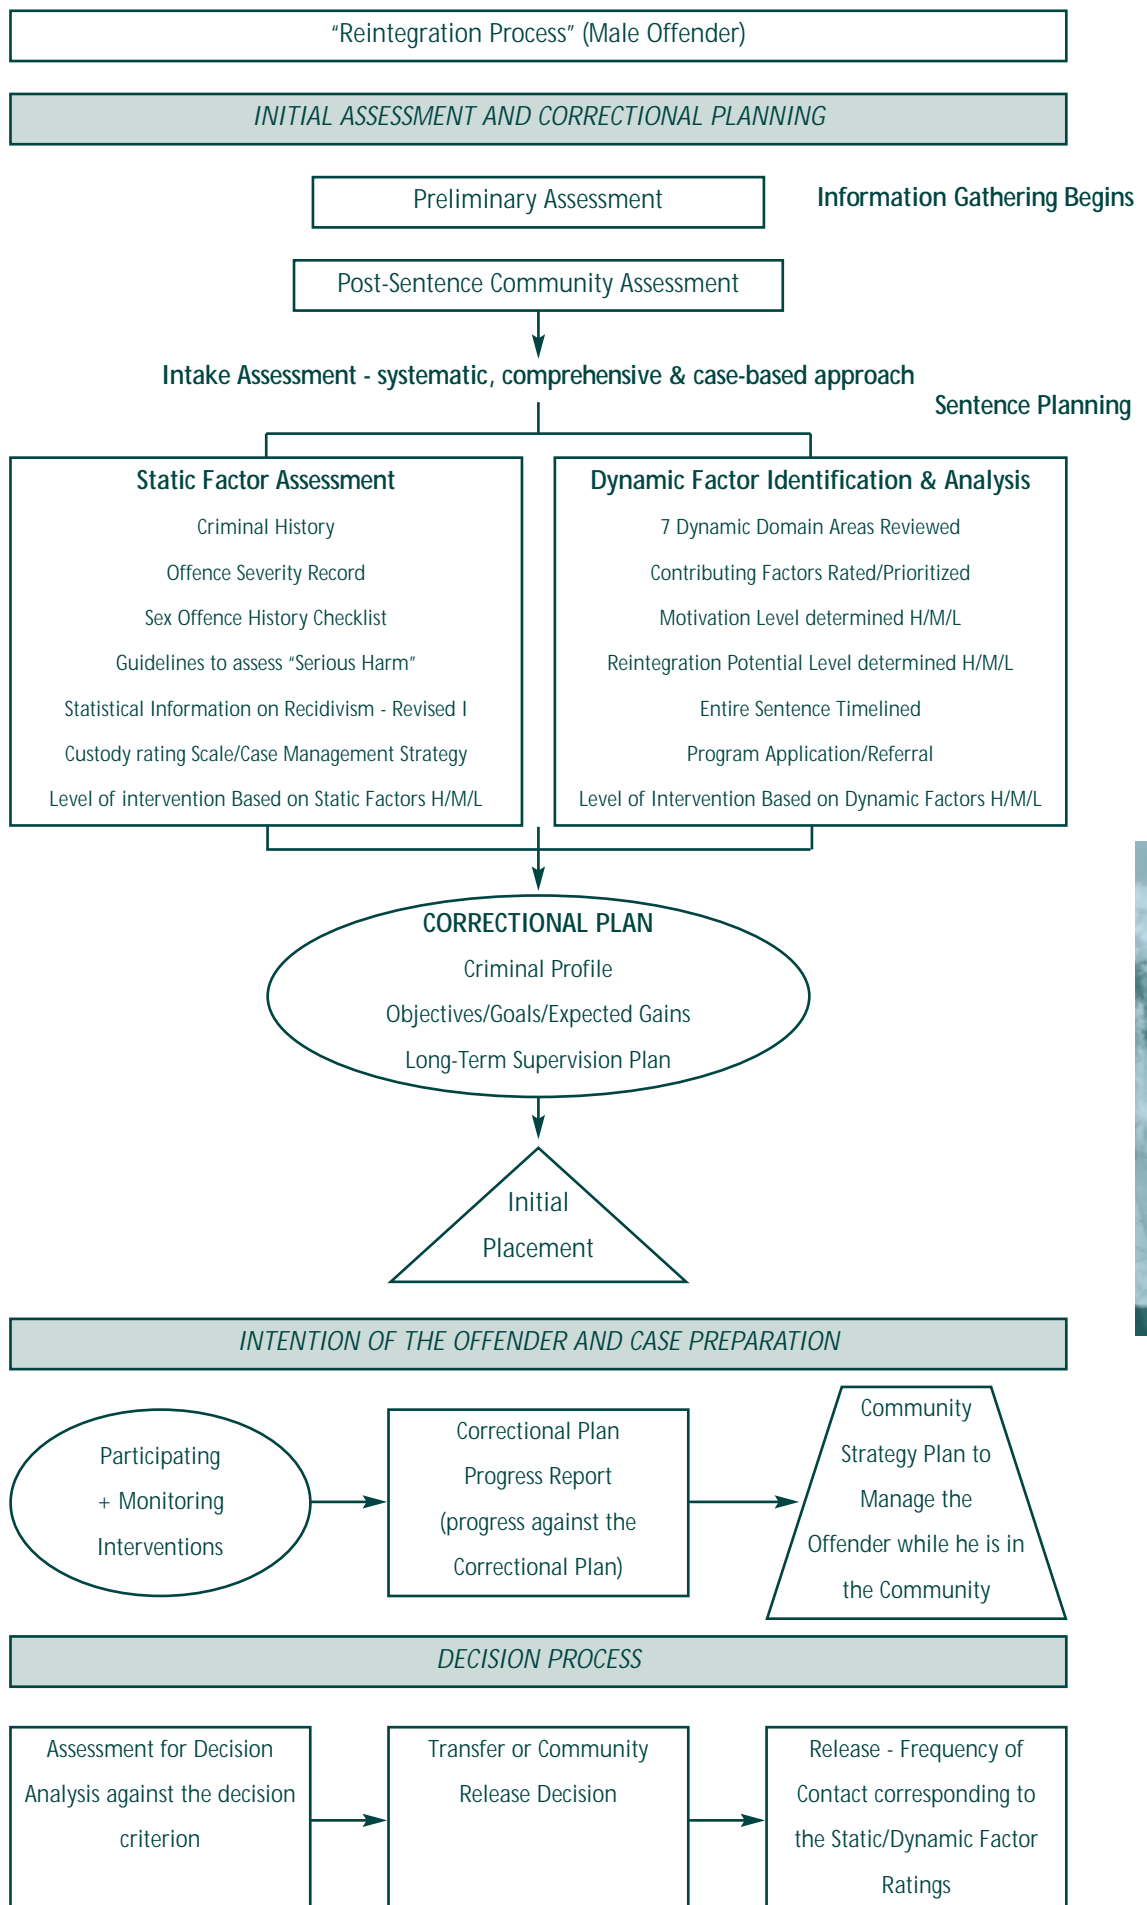 “Reintegration Process” (Male Offender)
INITIAL ASSESSMENT AND CORRECTIONAL PLANNING
Preliminary Assessment
Information Gathering Begins
Post-Sentence Community Assessment
Intake Assessment - systematic, comprehensive & case-based approach
Sentence Planning
Static Factor Assessment
Criminal History
Offence Severity Record
Sex Offence History Checklist
Guidelines to assess “Serious Harm”
Statistical Information on Recidivism - Revised I
Custody rating Scale/Case Management Strategy
Level of intervention Based on Static Factors H/M/L
Dynamic Factor Identification & Analysis
7 Dynamic Domain Areas Reviewed
Contributing Factors Rated/Prioritized
Motivation Level determined H/M/L
Reintegration Potential Level determined H/M/L
Entire Sentence Timelined
Program Application/Referral
Level of Intervention Based on Dynamic Factors H/M/L
CORRECTIONAL PLAN
Criminal Profile
Objectives/Goals/Expected Gains
Long-Term Supervision Plan
Initial
Placement
INTENTION OF THE OFFENDER AND CASE PREPARATION
Participating
+ Monitoring
Interventions
Correctional Plan
Progress Report
(progress against the
Correctional Plan)
Community
Strategy Plan to
Manage the
Offender while he is in
the Community
DECISION PROCESS
Assessment for Decision
Analysis against the decision
criterion
Transfer or Community
Release Decision
Release - Frequency of
Contact corresponding to
the Static/Dynamic Factor
Ratings